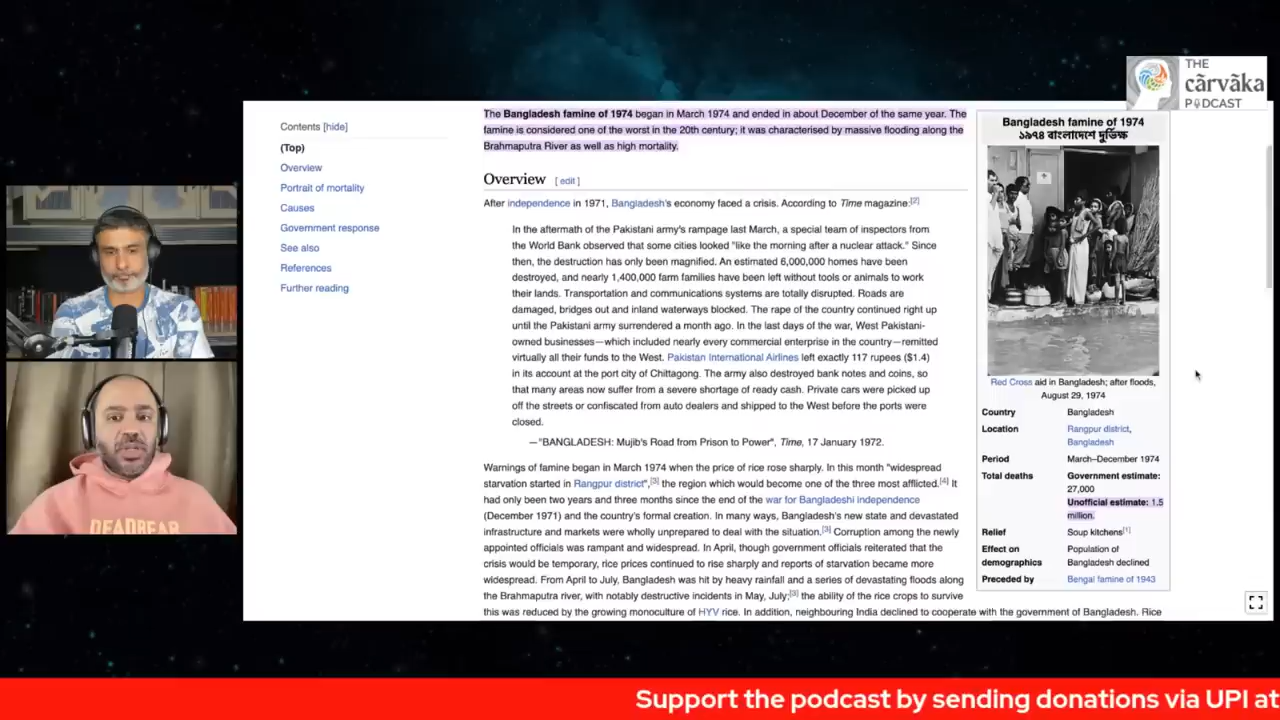 THE
cārvāka
PODCAST
Contents [hide]
(Top)
Overview
Portrait of mortality
Causes
Government response
See also
References
Further reading
The Bangladesh famine of 1974 began in March 1974 and ended in about December of the same year. The
famine is considered one of the worst in the 20th century; it was characterised by massive flooding along the
Brahmaputra River as well as high mortality.
Overview [ edit ]
After independence in 1971, Bangladesh's economy faced a crisis. According to Time magazine:[2]
In the aftermath of the Pakistani army's rampage last March, a special team of inspectors from
the World Bank observed that some cities looked "like the morning after a nuclear attack." Since
then, the destruction has only been magnified. An estimated 6,000,000 homes have been
destroyed, and nearly 1,400,000 farm families have been left without tools or animals to work
their lands. Transportation and communications systems are totally disrupted. Roads are
damaged, bridges out and inland waterways blocked. The rape of the country continued right up
until the Pakistani army surrendered a month ago. In the last days of the war, West Pakistani-
owned businesses—which included nearly every commercial enterprise in the country—remitted
virtually all their funds to the West. Pakistan International Airlines left exactly 117 rupees ($1.4)
in its account at the port city of Chittagong. The army also destroyed bank notes and coins, so
that many areas now suffer from a severe shortage of ready cash. Private cars were picked up
off the streets or confiscated from auto dealers and shipped to the West before the ports were
closed.
—"BANGLADESH: Mujib's Road from Prison to Power", Time, 17 January 1972.
Warnings of famine began in March 1974 when the price of rice rose sharply. In this month "widespread
starvation started in Rangpur district",[3] the region which would become one of the three most afflicted.[4] It
had only been two years and three months since the end of the war for Bangladeshi independence
(December 1971) and the country's formal creation. In many ways, Bangladesh's new state and devastated
infrastructure and markets were wholly unprepared to deal with the situation.[3] Corruption among the newly
appointed officials was rampant and widespread. In April, though government officials reiterated that the
crisis would be temporary, rice prices continued to rise sharply and reports of starvation became more
widespread. From April to July, Bangladesh was hit by heavy rainfall and a series of devastating floods along
the Brahmaputra river, with notably destructive incidents in May, July;[3] the ability of the rice crops to survive
this was reduced by the growing monoculture of HYV rice. In addition, neighbouring India declined to cooperate with the government of Bangladesh. Rice
Bangladesh famine of 1974
১৯৭৪ বাংলাদেশে দুর্ভিক্ষ
Red Cross aid in Bangladesh; after floods,
August 29, 1974
Country Bangladesh
Location Rangpur district,
Bangladesh
Period March–December 1974
Total deaths Government estimate:
27,000
Unofficial estimate: 1.5
million.
Relief Soup kitchens[1]
Effect on Population of
demographics Bangladesh declined
Preceded by Bengal famine of 1943
DEADBEAR
Support the podcast by sending donations via UPI at